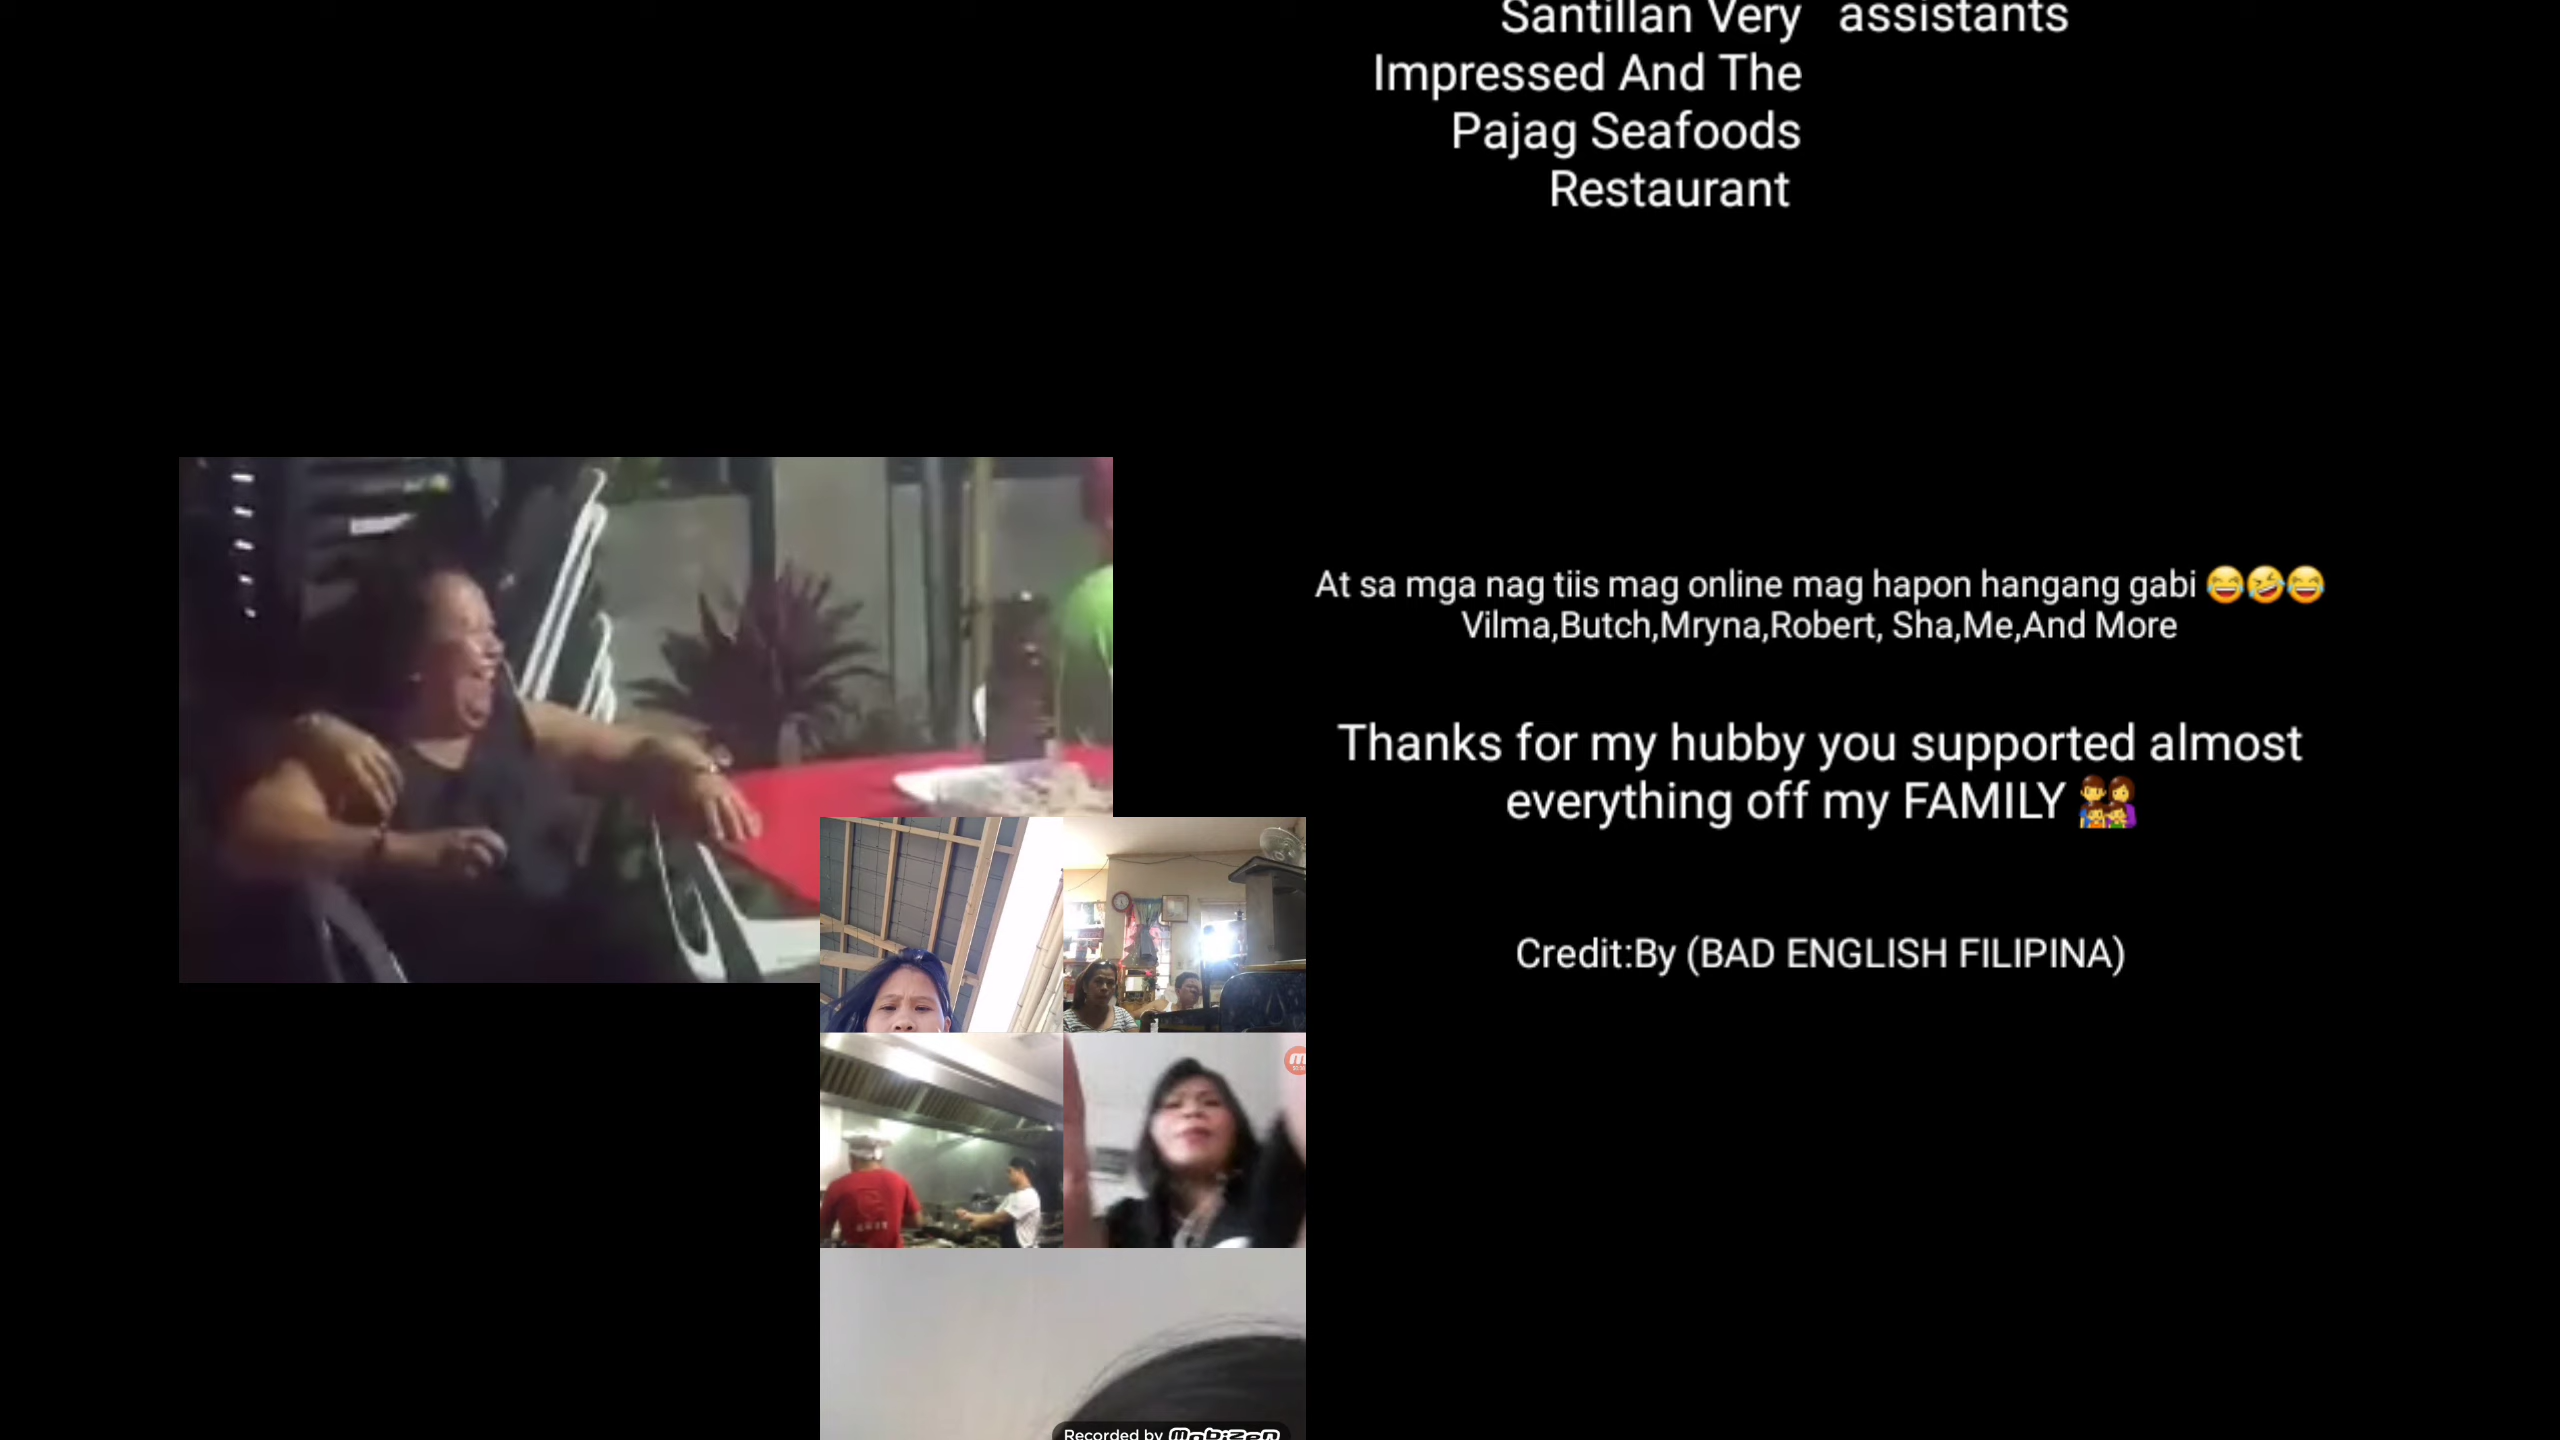 Santillan Very assistants
Impressed And The
Pajag Seafoods
Restaurant
At sa mga nag tiis mag online mag hapon hangang gabi 😂🤣😂
Vilma,Butch,Mryna,Robert, Sha,Me,And More
Thanks for my hubby you supported almost
everything off my FAMILY 👨‍👩‍👧‍👦
Credit:By (BAD ENGLISH FILIPINA)
Recorded by mobizen